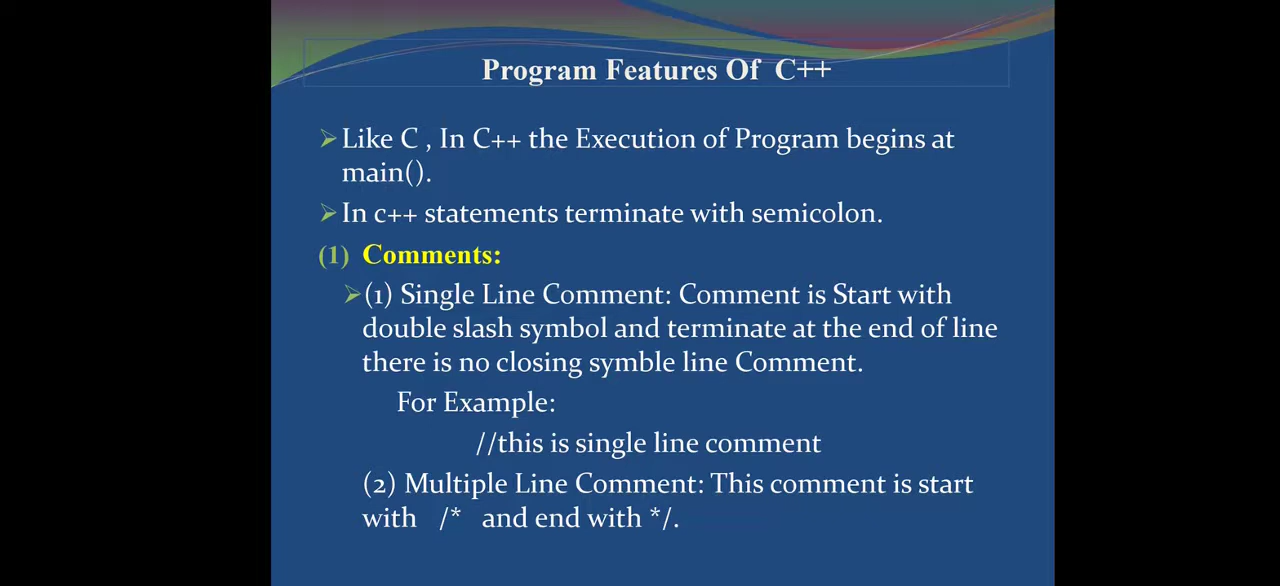 Program Features Of C++
➢Like C , In C++ the Execution of Program begins at
main().
➢In c++ statements terminate with semicolon.
(1) Comments:
➢(1) Single Line Comment: Comment is Start with
double slash symbol and terminate at the end of line
there is no closing symble line Comment.
For Example:
//this is single line comment
(2) Multiple Line Comment: This comment is start
with /* and end with */.